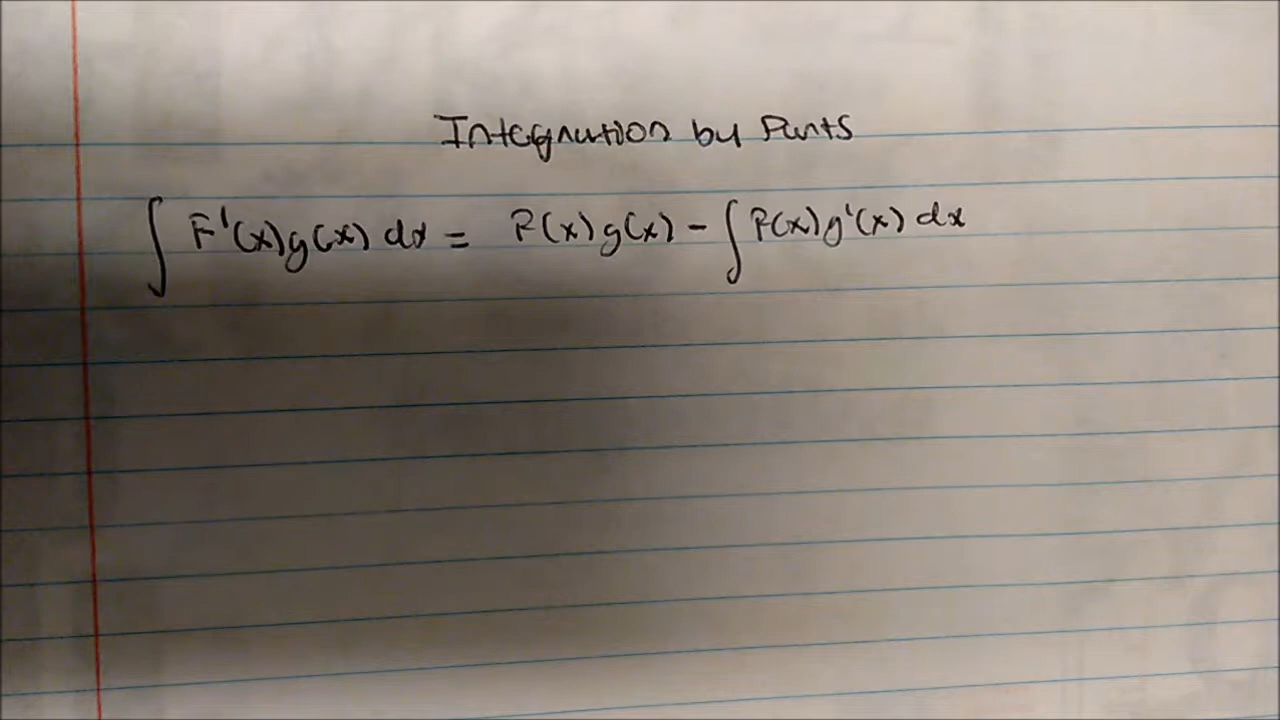 Integration by Parts
∫ F'(x)g(x) dx = F(x)g(x) - ∫ F(x)g'(x) dx